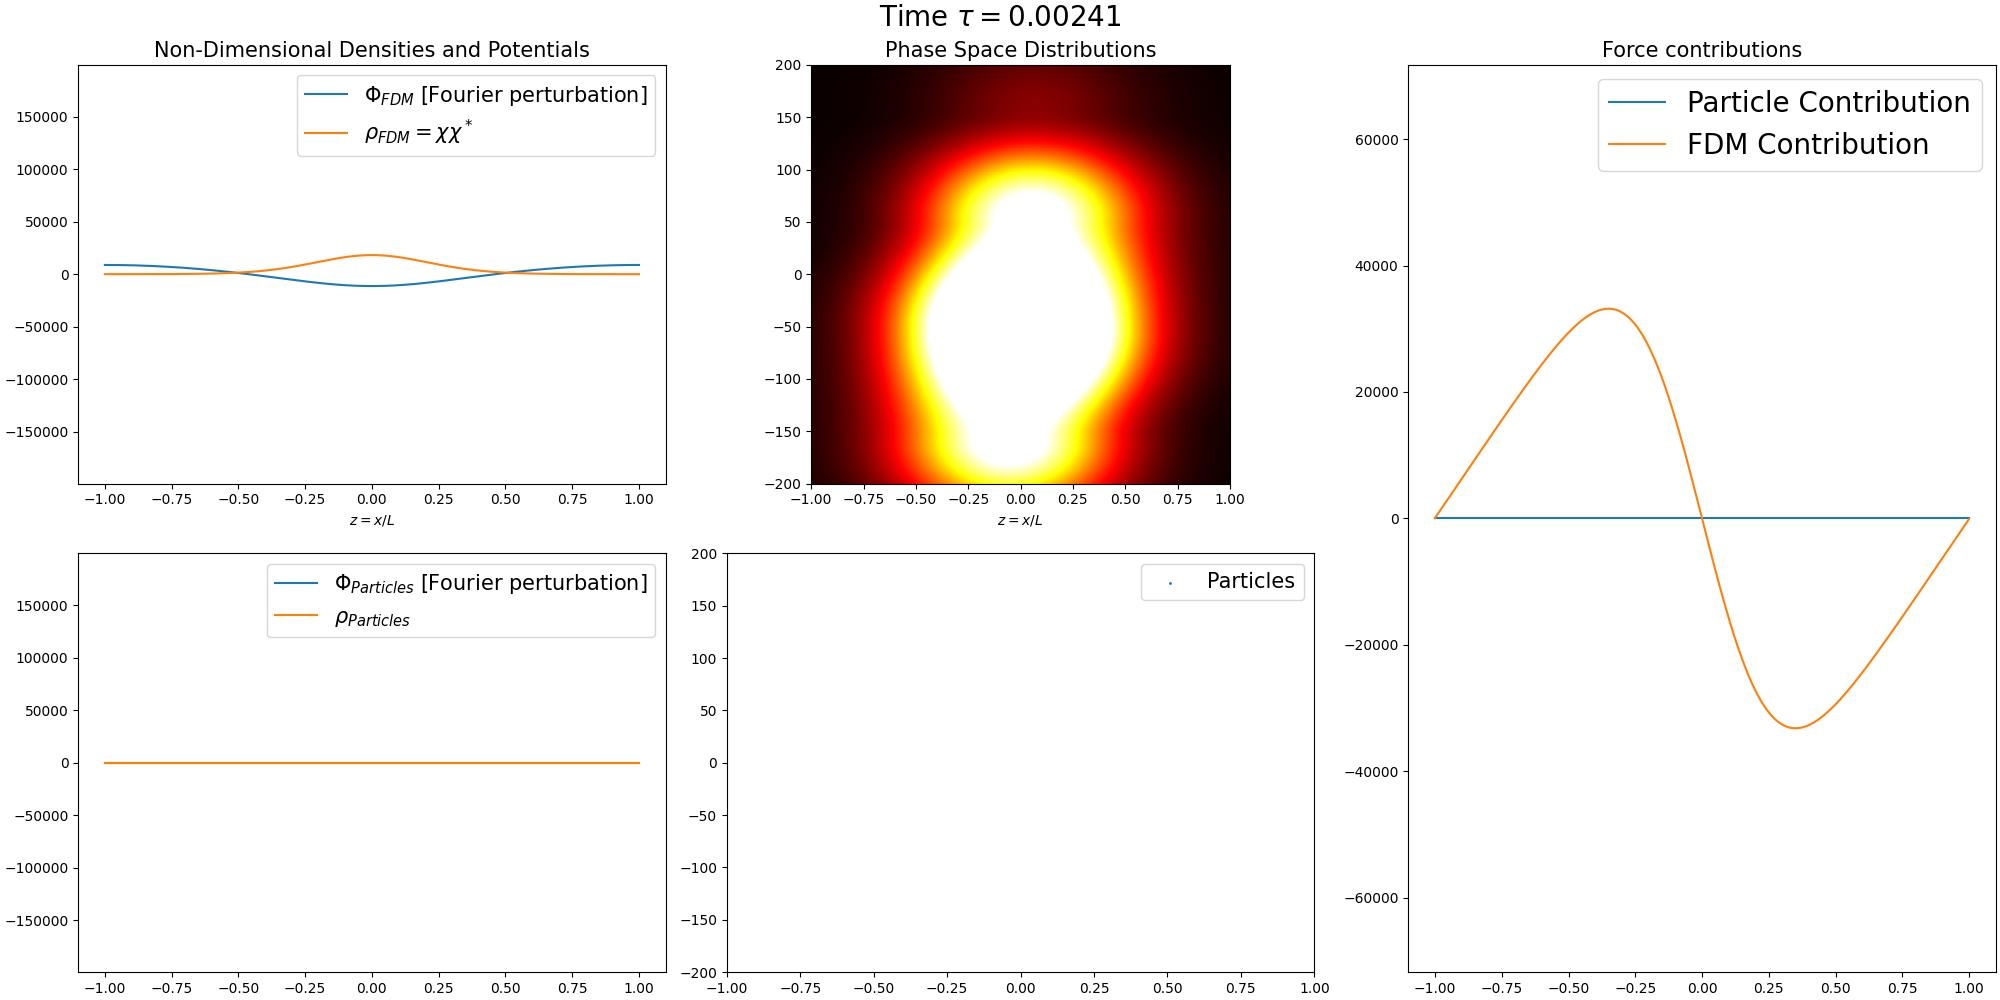 Time τ = 0.00241
Non-Dimensional Densities and Potentials
Φ_FDM [Fourier perturbation]
ρ_FDM = χχ*
150000
100000
50000
0
−50000
−100000
−150000
−1.00 −0.75 −0.50 −0.25 0.00 0.25 0.50 0.75 1.00
z = x/L
Phase Space Distributions
200
150
100
50
0
−50
−100
−150
−200
−1.00 −0.75 −0.50 −0.25 0.00 0.25 0.50 0.75 1.00
z = x/L
Force contributions
Particle Contribution
FDM Contribution
60000
40000
20000
0
−20000
−40000
−60000
−1.00 −0.75 −0.50 −0.25 0.00 0.25 0.50 0.75 1.00
Φ_Particles [Fourier perturbation]
ρ_Particles
150000
100000
50000
0
−50000
−100000
−150000
−1.00 −0.75 −0.50 −0.25 0.00 0.25 0.50 0.75 1.00
Particles
200
150
100
50
0
−50
−100
−150
−200
−1.00 −0.75 −0.50 −0.25 0.00 0.25 0.50 0.75 1.00